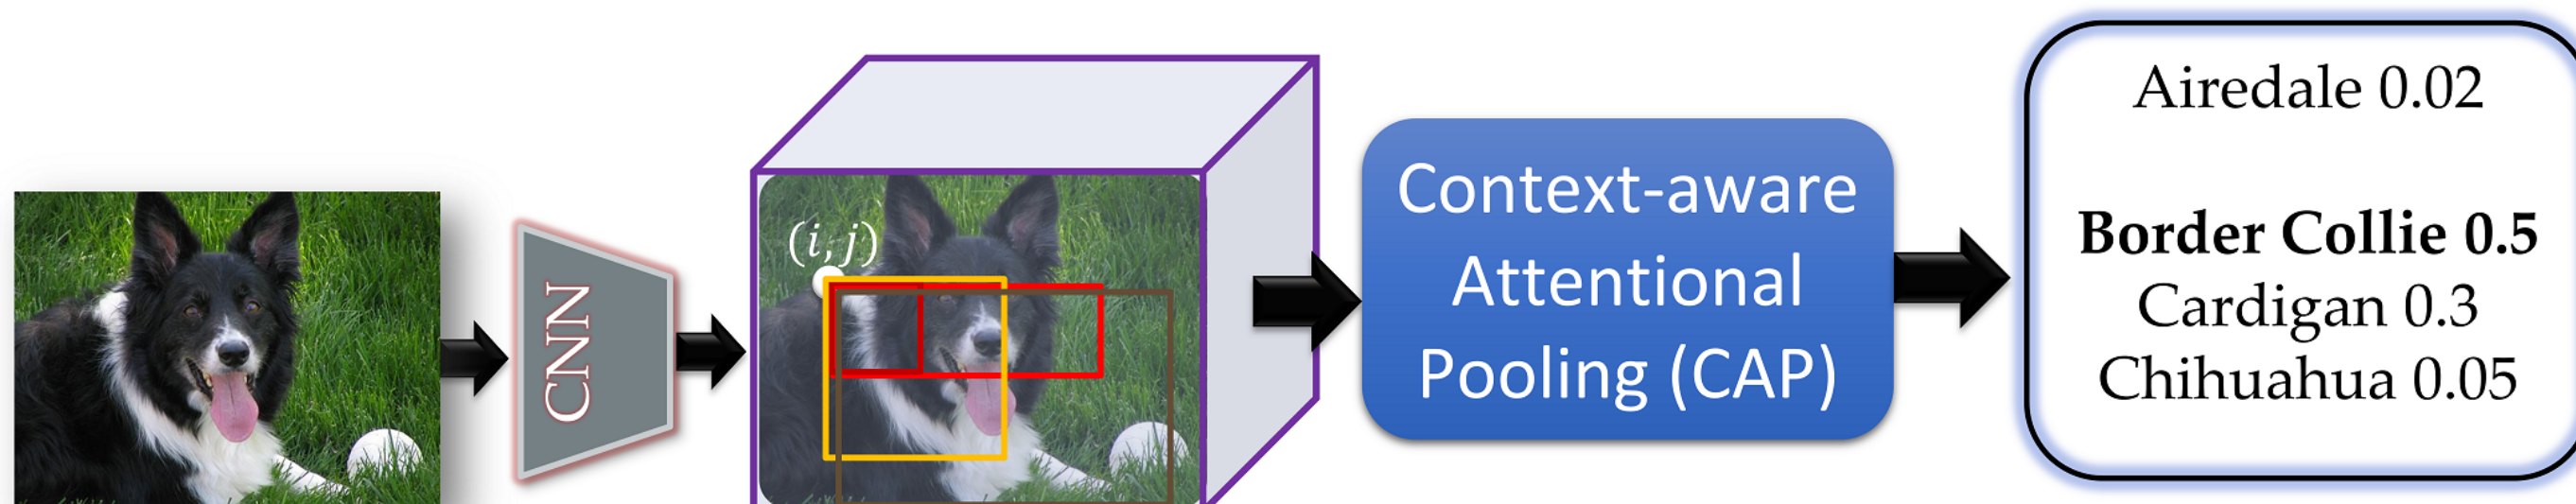 CNN
(i, j)
Context-aware
Attentional
Pooling (CAP)
Airedale 0.02
Border Collie 0.5
Cardigan 0.3
Chihuahua 0.05